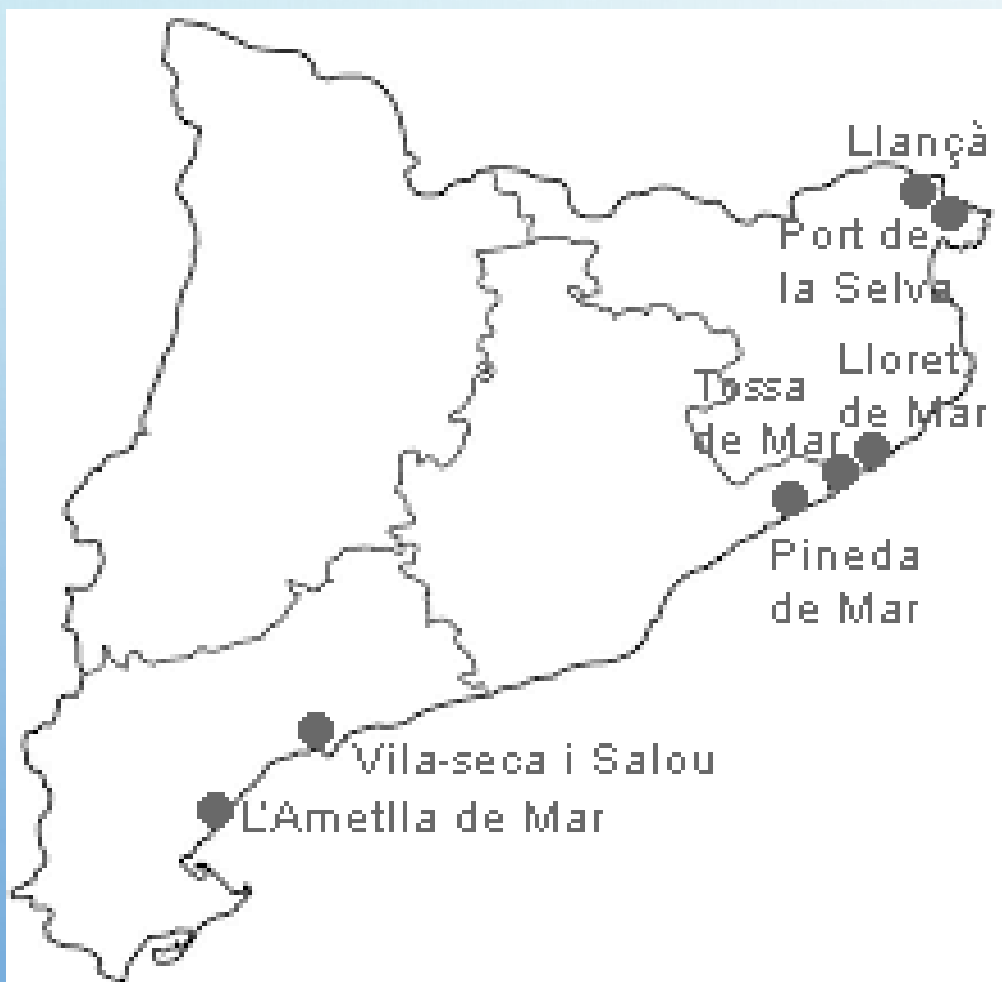 Llançà
Port de
la Selva
Lloret
de Mar
Tossa
de Mar
Pineda
de Mar
Vila-seca i Salou
L'Ametlla de Mar